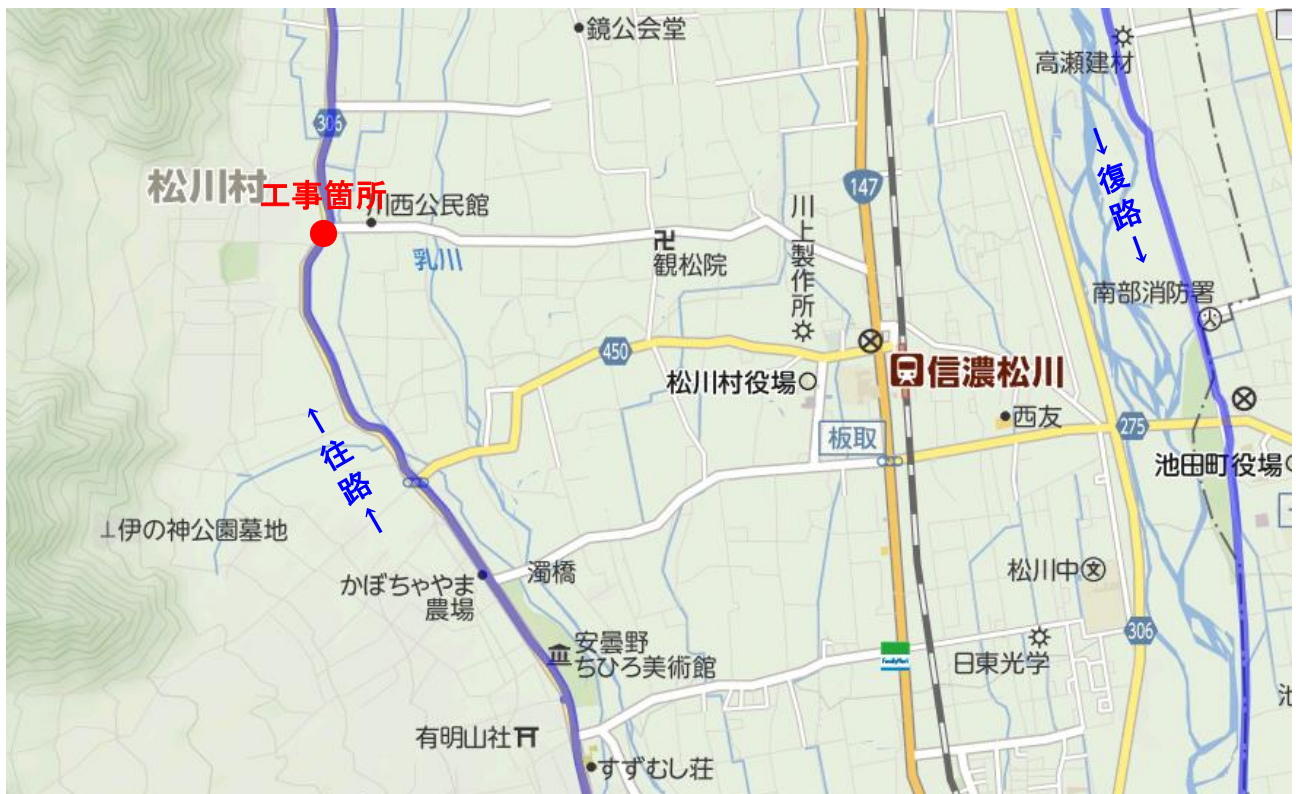 鏡公会堂
高瀬建材
306
松川村
工事箇所
川西公民館
乳川
卍
観松院
147
川上製作所
←復路→
南部消防署
450
松川村役場
信濃松川
西友
275
板取
池田町役場
←往路←
伊の神公園墓地
濁橋
かぼちゃやま
農場
松川中
文
306
安曇野
ちひろ美術館
FamilyMart
日東光学
池
有明山社
すずむし荘